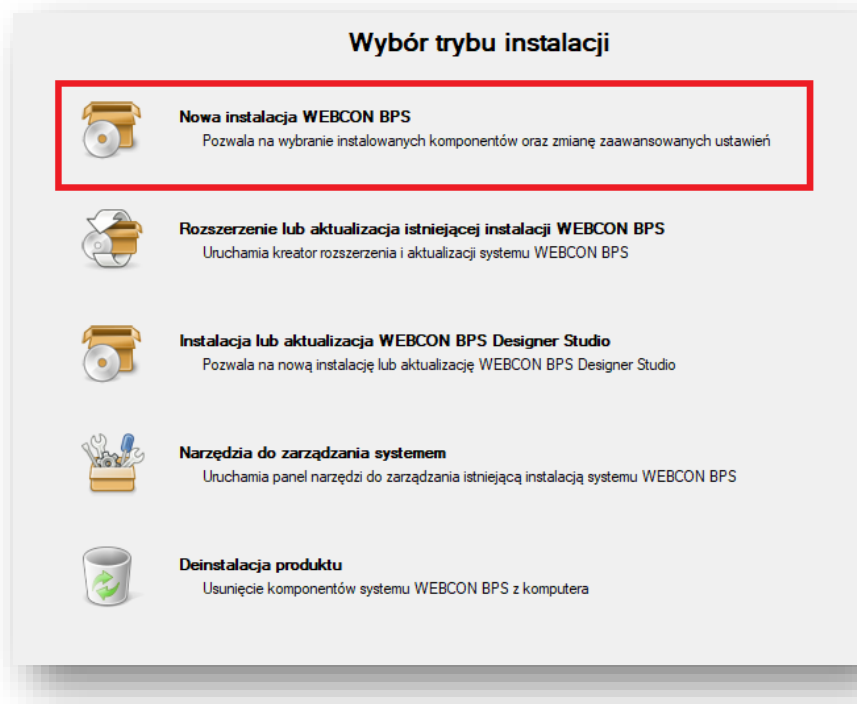 Wybór trybu instalacji
Nowa instalacja WEBCON BPS
Pozwala na wybranie instalowanych komponentów oraz zmianę zaawansowanych ustawień
Rozszerzenie lub aktualizacja istniejącej instalacji WEBCON BPS
Uruchamia kreator rozszerzenia i aktualizacji systemu WEBCON BPS
Instalacja lub aktualizacja WEBCON BPS Designer Studio
Pozwala na nową instalację lub aktualizację WEBCON BPS Designer Studio
Narzędzia do zarządzania systemem
Uruchamia panel narzędzi do zarządzania istniejącą instalacją systemu WEBCON BPS
Deinstalacja produktu
Usunięcie komponentów systemu WEBCON BPS z komputera